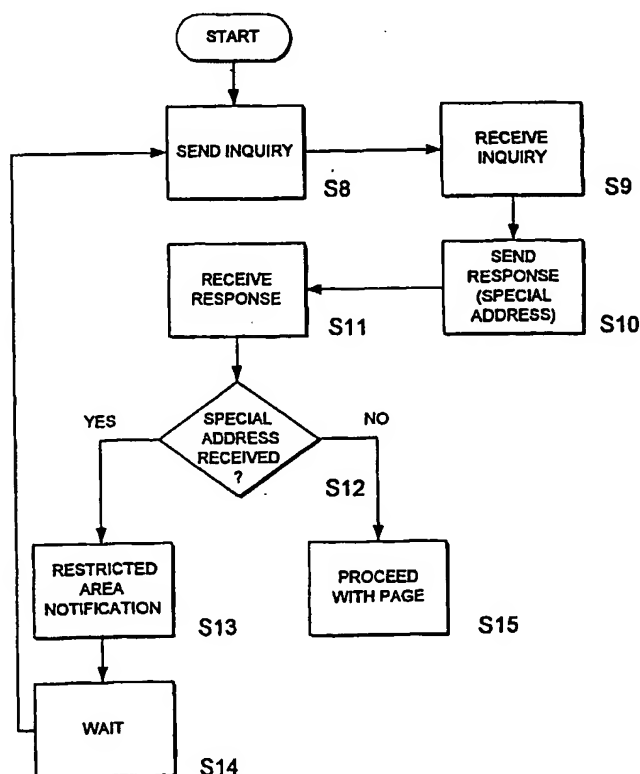 START
SEND INQUIRY
S8
RECEIVE
INQUIRY
S9
SEND
RESPONSE
(SPECIAL
ADDRESS)
S10
RECEIVE
RESPONSE
S11
YES
SPECIAL
ADDRESS
RECEIVED
?
NO
S12
RESTRICTED
AREA
NOTIFICATION
S13
PROCEED
WITH PAGE
S15
WAIT
S14